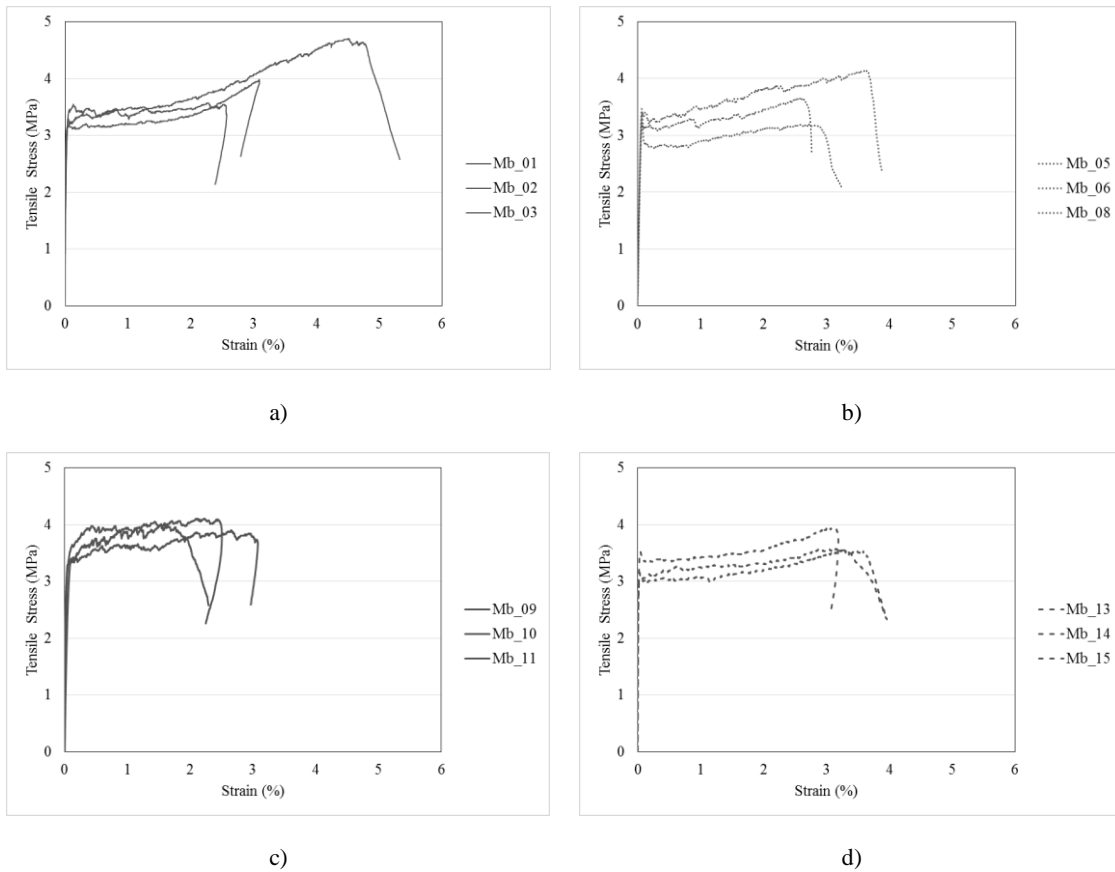 5
4
3
2
1
0
Tensile Stress (MPa)
0 1 2 3 4 5 6
Strain (%)
Mb_01
Mb_02
Mb_03
a)
5
4
3
2
1
0
Tensile Stress (MPa)
0 1 2 3 4 5 6
Strain (%)
Mb_05
Mb_06
Mb_08
b)
5
4
3
2
1
0
Tensile Stress (MPa)
0 1 2 3 4 5 6
Strain (%)
Mb_09
Mb_10
Mb_11
c)
5
4
3
2
1
0
Tensile Stress (MPa)
0 1 2 3 4 5 6
Strain (%)
Mb_13
Mb_14
Mb_15
d)